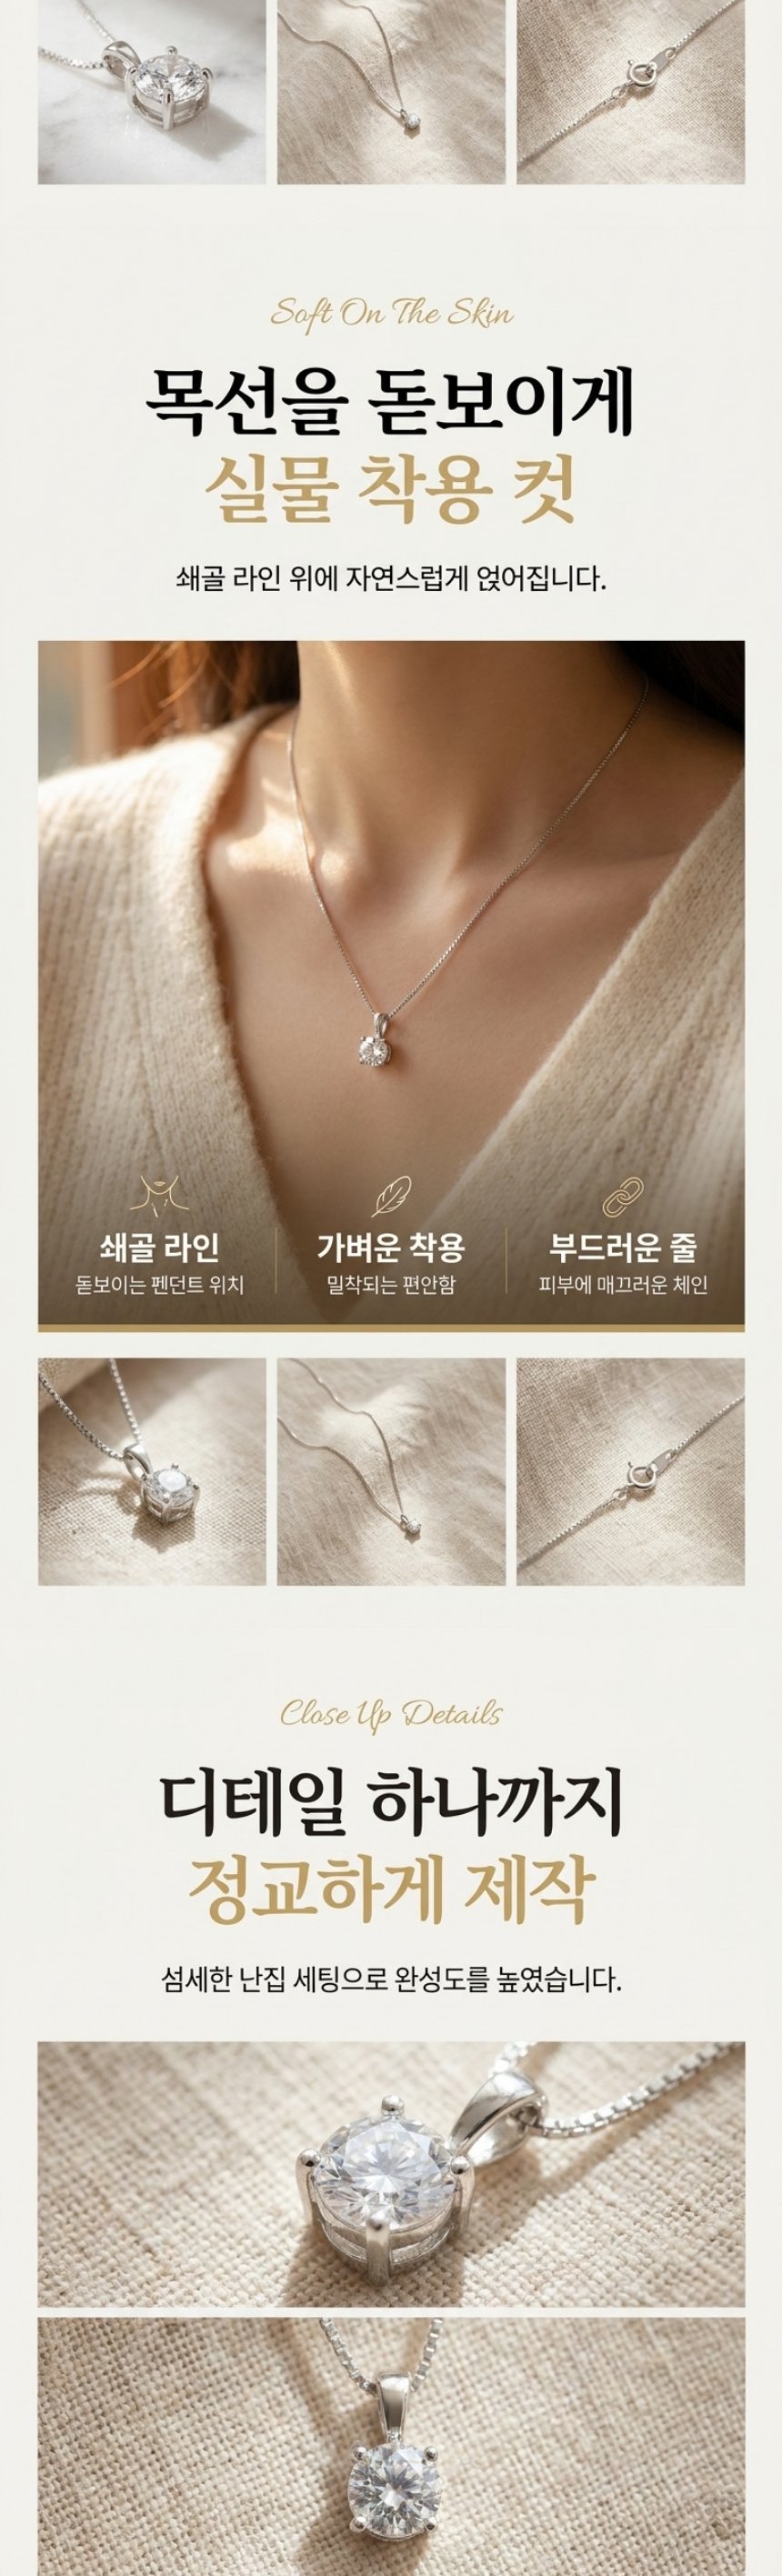 Soft On The Skin
목선을 돋보이게
실물 착용 컷
쇄골 라인 위에 자연스럽게 얹어집니다.
쇄골 라인
돋보이는 펜던트 위치
가벼운 착용
밀착되는 편안함
부드러운 줄
피부에 매끄러운 체인
Close Up Details
디테일 하나까지
정교하게 제작
섬세한 난집 세팅으로 완성도를 높였습니다.